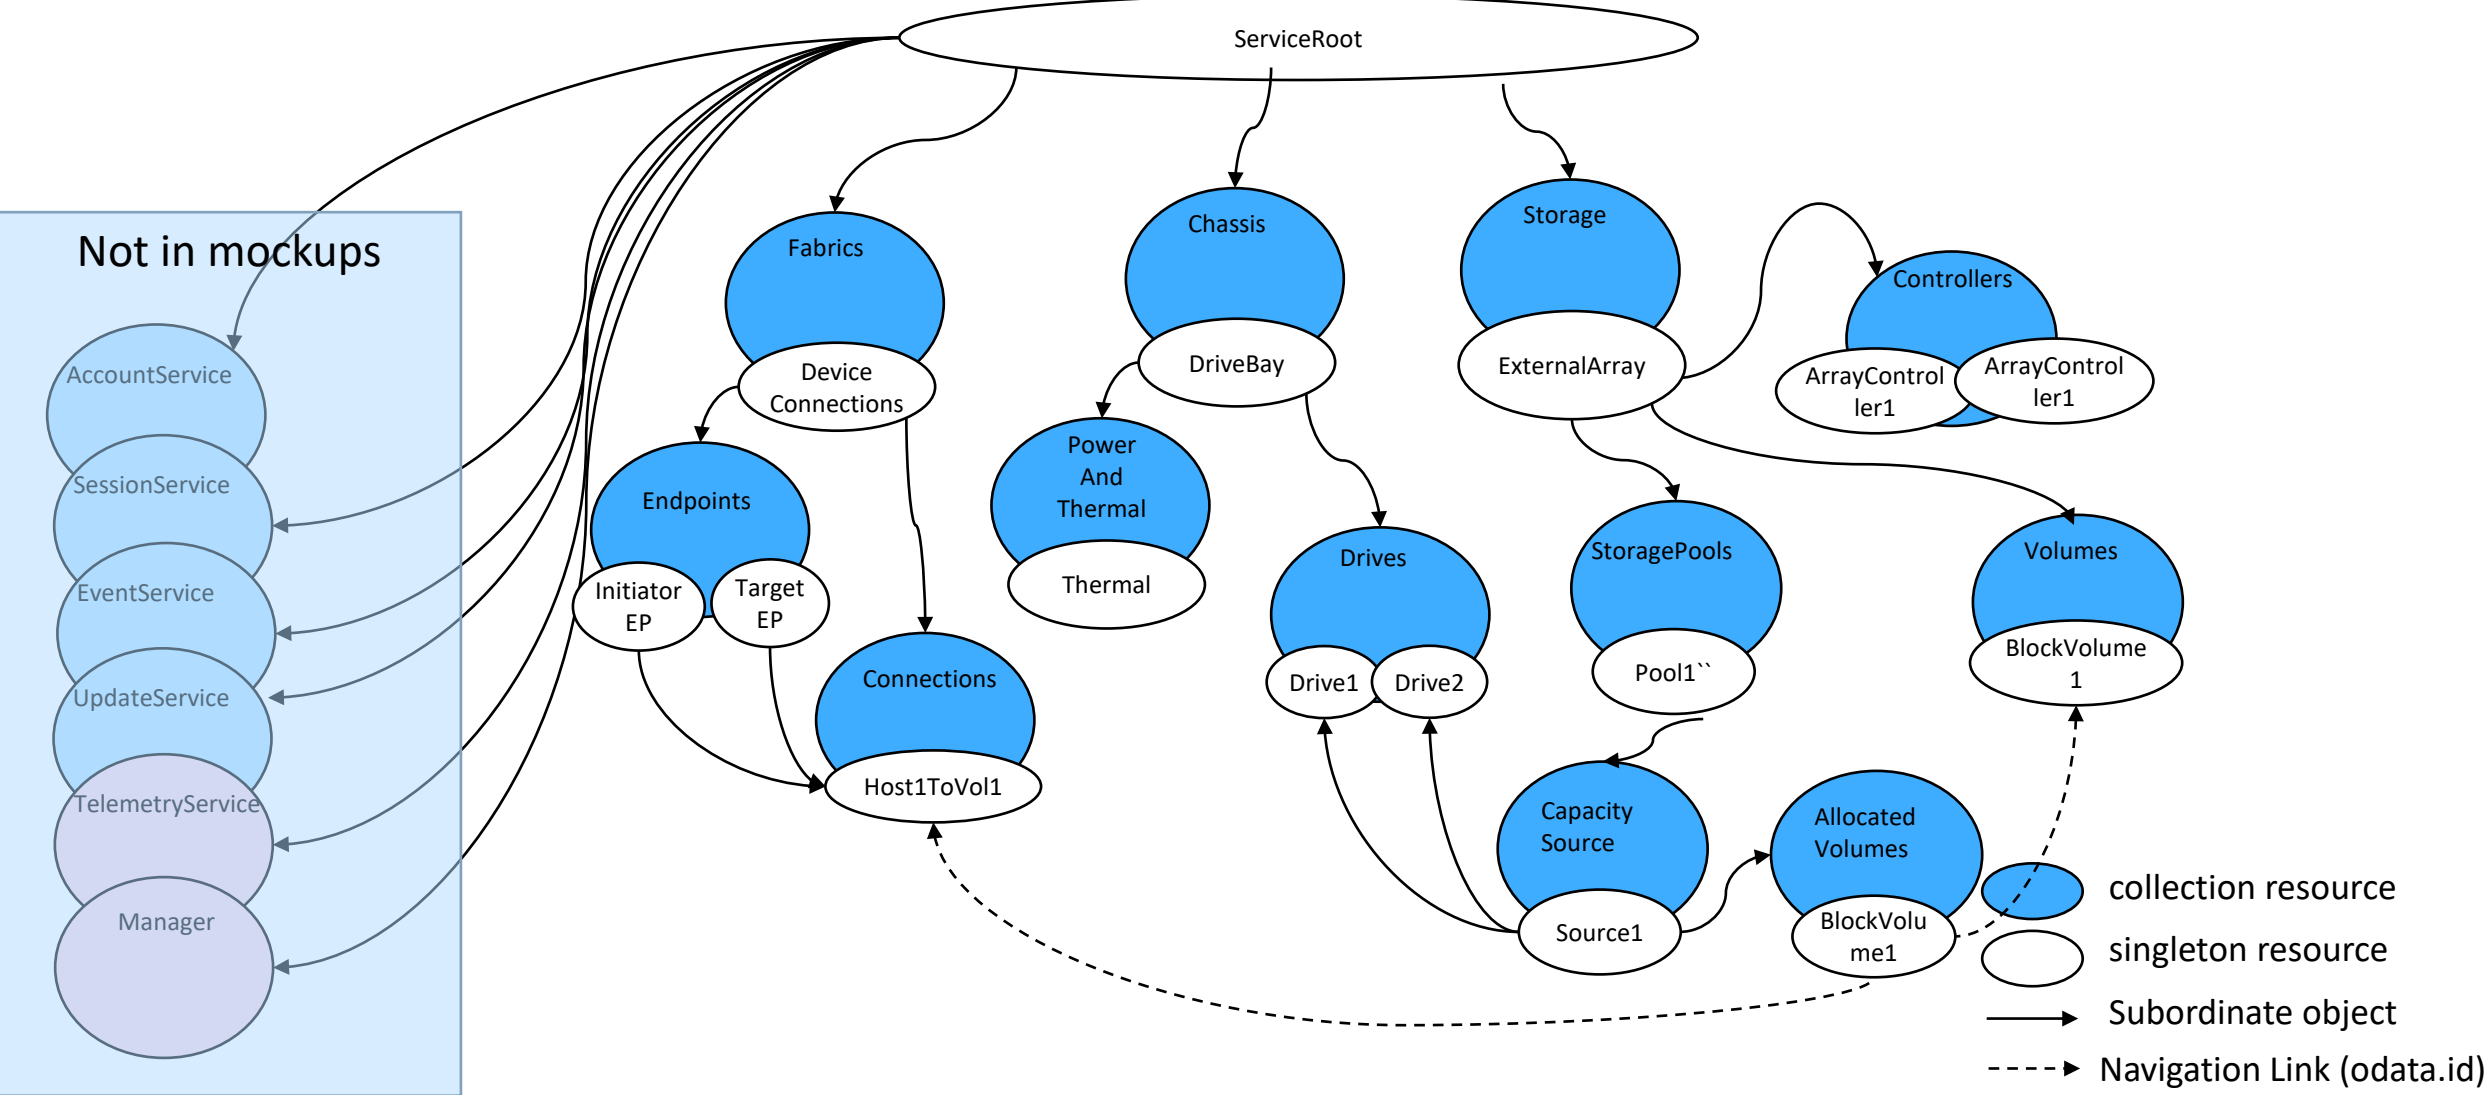 ServiceRoot
Not in mockups
AccountService
SessionService
EventService
UpdateService
TelemetryService
Manager
Fabrics
Device
Connections
Endpoints
Initiator
EP
Target
EP
Connections
Host1ToVol1
Chassis
DriveBay
Power
And
Thermal
Thermal
Drives
Drive1
Drive2
Storage
ExternalArray
Controllers
ArrayControl
ler1
ArrayControl
ler1
StoragePools
Pool1``
Volumes
BlockVolume
1
Capacity
Source
Source1
Allocated
Volumes
BlockVolu
me1
collection resource
singleton resource
Subordinate object
Navigation Link (odata.id)